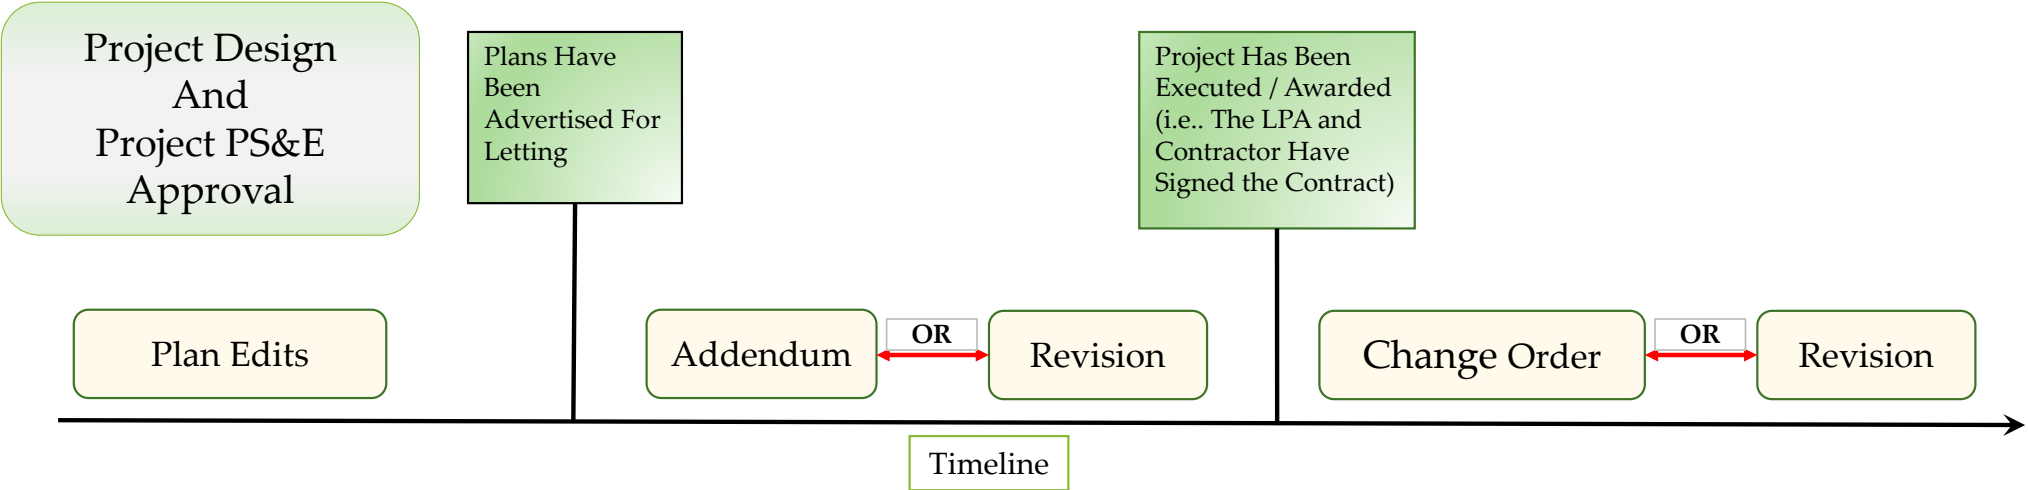 Project Design
And
Project PS&E
Approval
Plans Have
Been
Advertised For
Letting
Project Has Been
Executed / Awarded
(i.e.. The LPA and
Contractor Have
Signed the Contract)
Plan Edits
Addendum
OR
Revision
Change Order
OR
Revision
Timeline